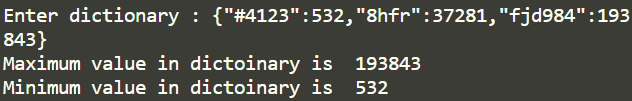 Enter dictionary : {"#4123":532,"8hfr":37281,"fjd984":193
843}
Maximum value in dictoinary is  193843
Minimum value in dictoinary is  532